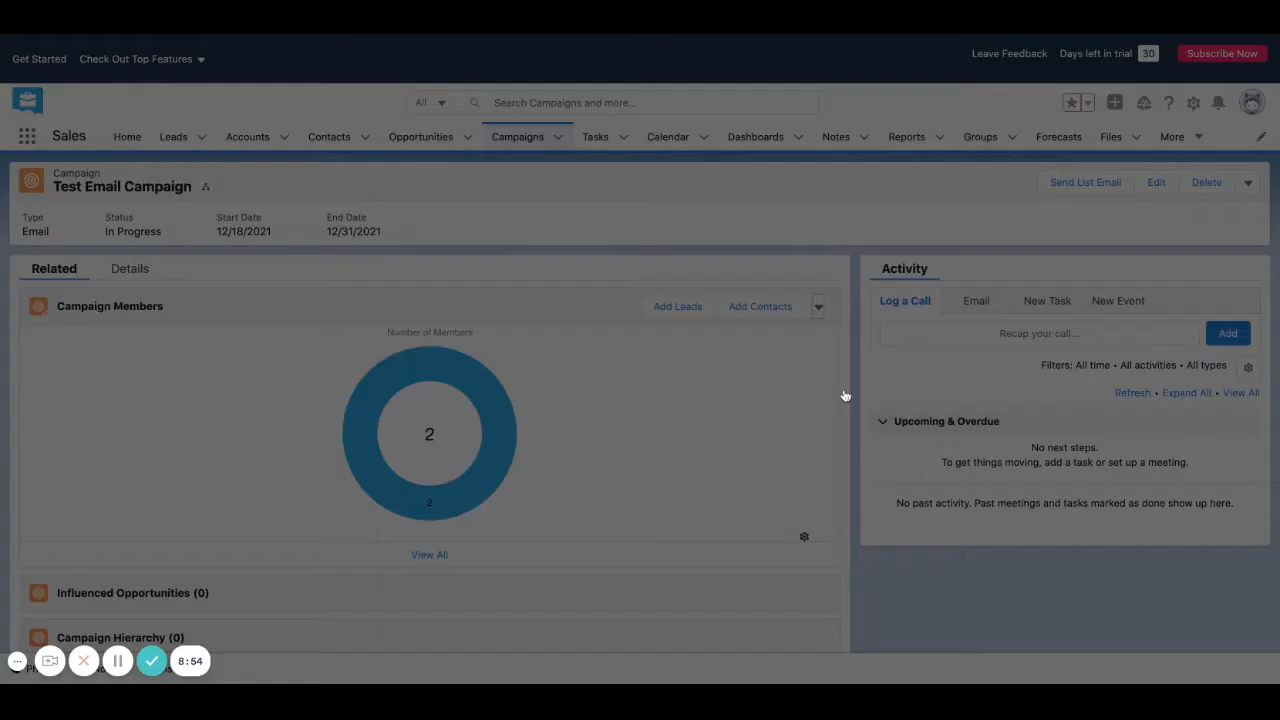 Get Started Check Out Top Features Leave Feedback Days left in trial 30 Subscribe Now
All Search Campaigns and more...
Sales Home Leads Accounts Contacts Opportunities Campaigns Tasks Calendar Dashboards Notes Reports Groups Forecasts Files More
Campaign
Test Email Campaign
Send List Email Edit Delete
Type Status Start Date End Date
Email In Progress 12/18/2021 12/31/2021
Related Details
Campaign Members Add Leads Add Contacts
Number of Members
2
2
View All
Influenced Opportunities (0)
Campaign Hierarchy (0)
Activity
Log a Call Email New Task New Event
Recap your call... Add
Filters: All time • All activities • All types
Refresh • Expand All • View All
Upcoming & Overdue
No next steps.
To get things moving, add a task or set up a meeting.
No past activity. Past meetings and tasks marked as done show up here.
8:54